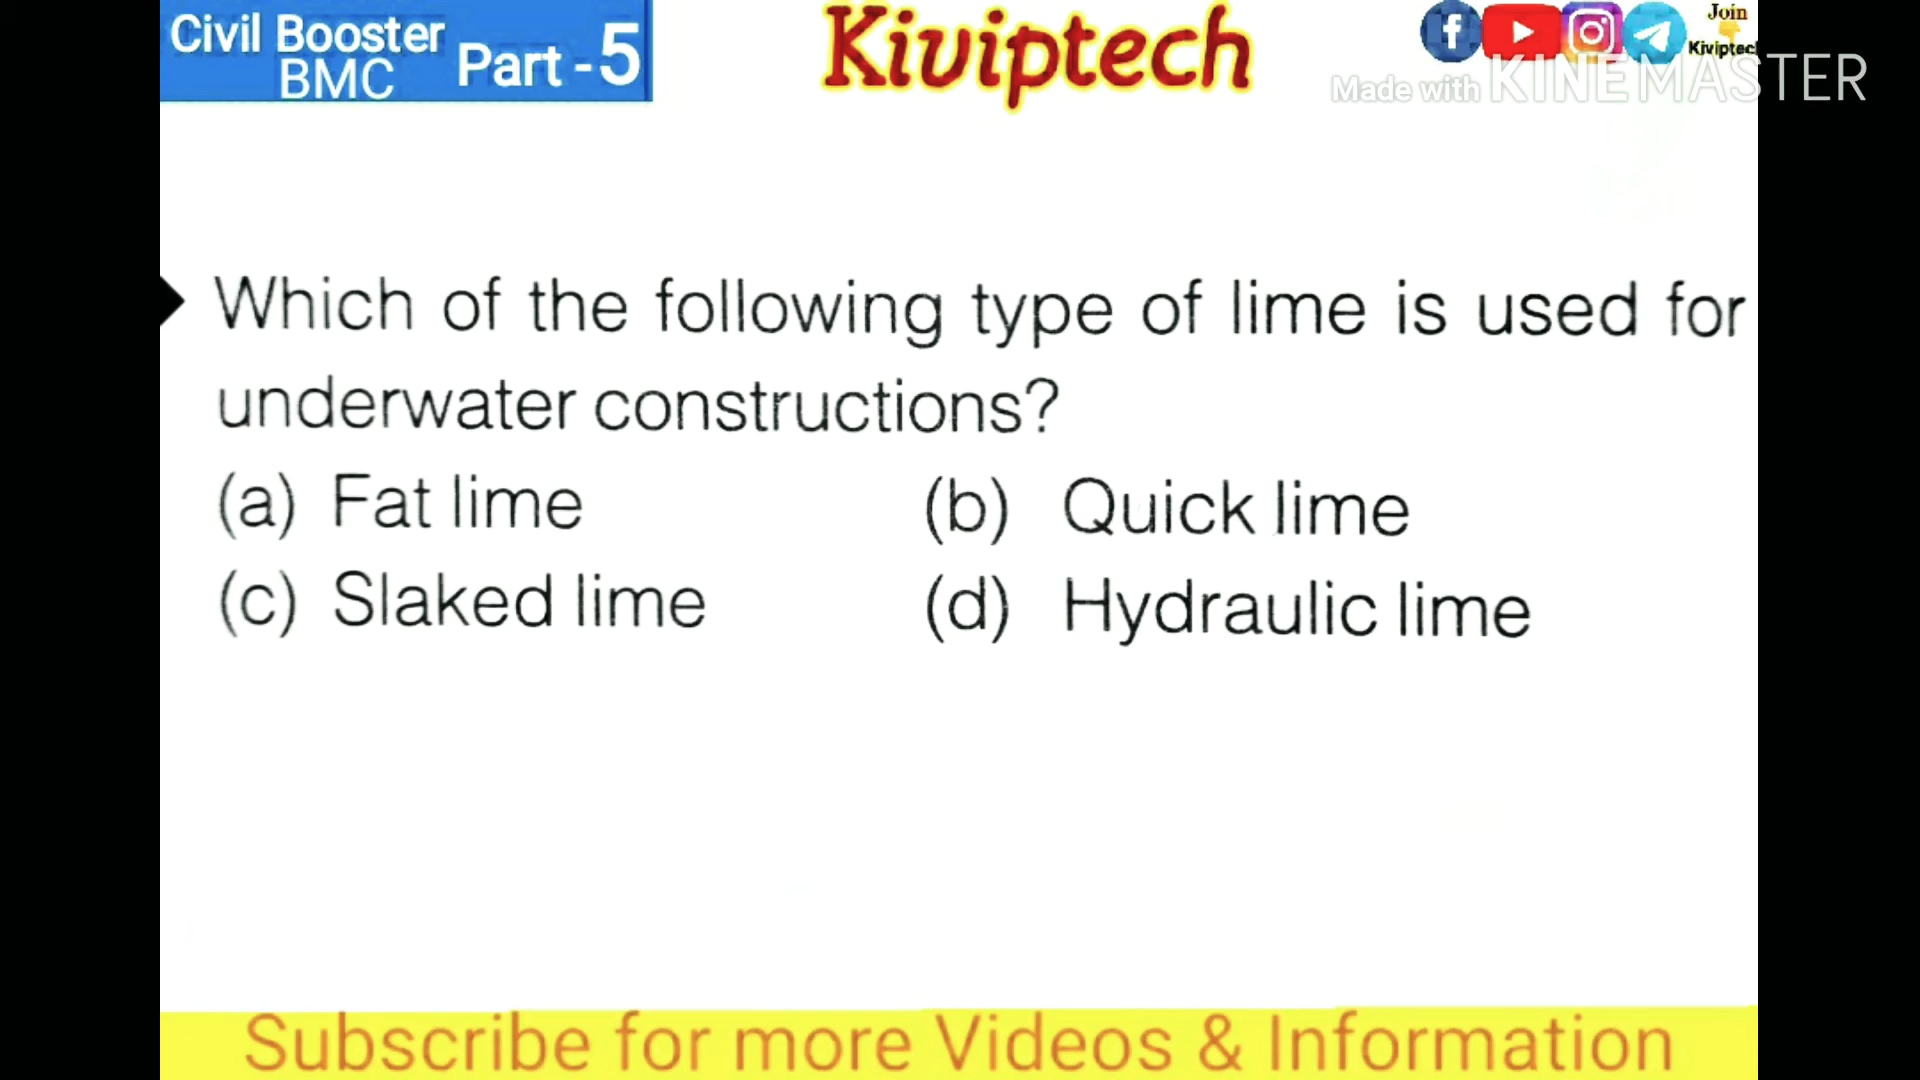 Civil Booster
BMC
Part - 5
Kiviptech
Join
Kiviptec
Made with KINEMASTER
Which of the following type of lime is used for
underwater constructions?
(a) Fat lime
(b) Quick lime
(c) Slaked lime
(d) Hydraulic lime
Subscribe for more Videos & Information